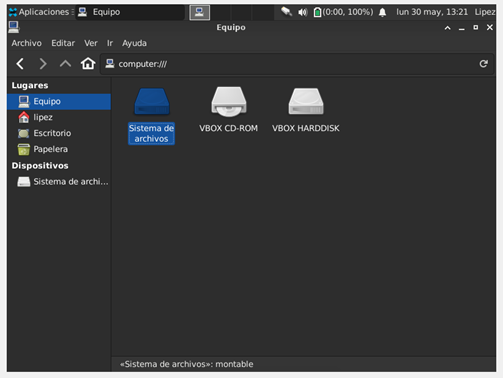 Aplicaciones
Equipo
(0:00, 100%)
lun 30 may, 13:21
Lipez
Equipo
Archivo Editar Ver Ir Ayuda
computer:///
Lugares
Equipo
lipez
Escritorio
Papelera
Dispositivos
Sistema de archi...
Sistema de
archivos
VBOX CD-ROM
VBOX HARDDISK
«Sistema de archivos»: montable